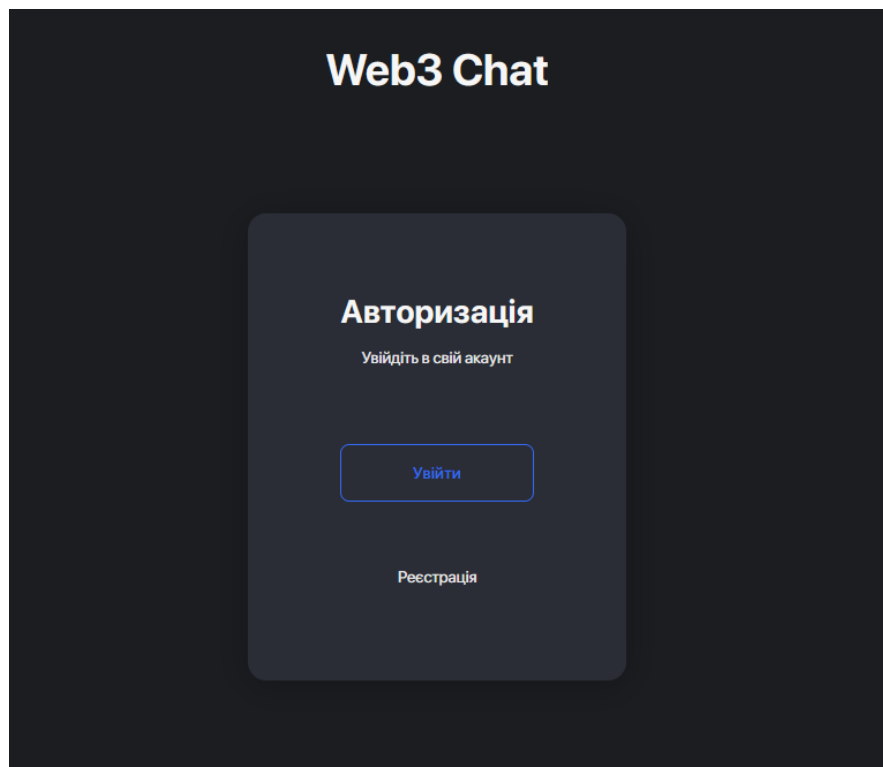 Web3 Chat
Авторизація
Увійдіть в свій акаунт
Увійти
Реєстрація